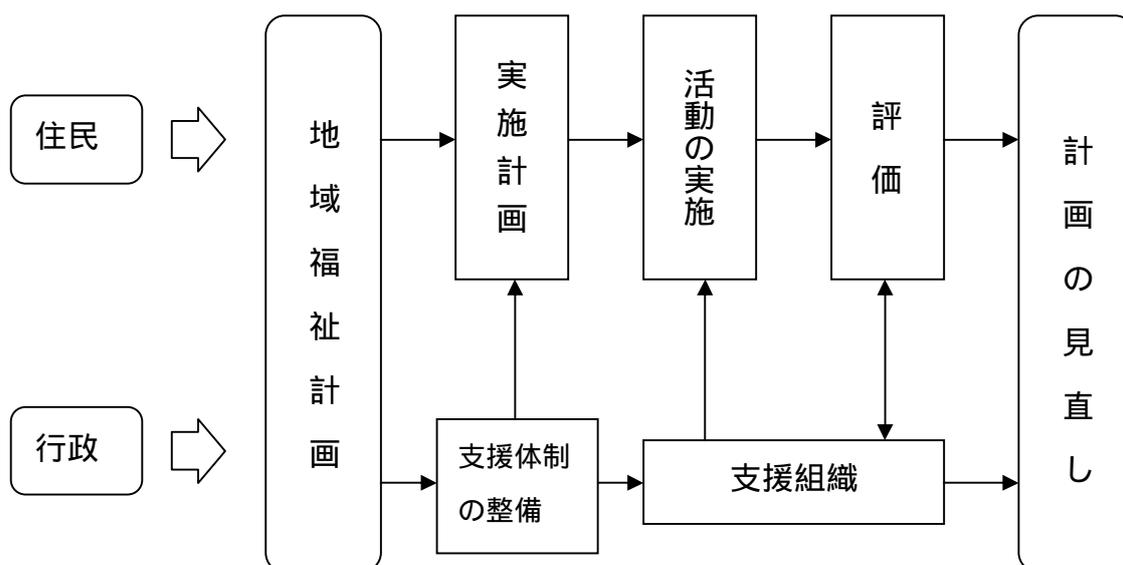 住民
行政
地域福祉計画
実施計画
活動の実施
評価
計画の見直し
支援体制
の整備
支援組織